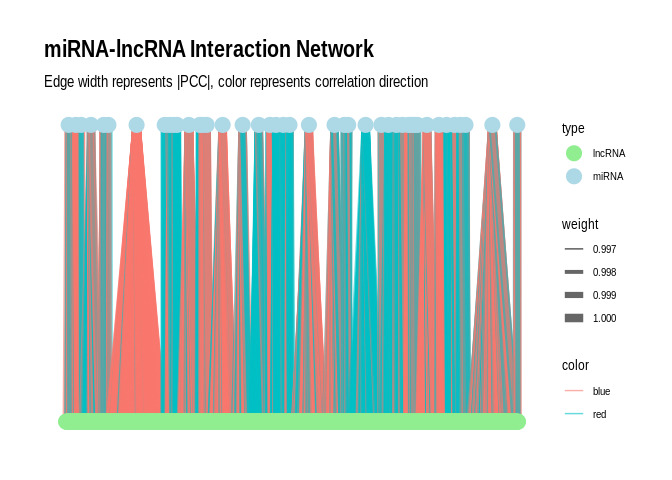 miRNA-lncRNA Interaction Network
Edge width represents |PCC|, color represents correlation direction
type
lncRNA
miRNA
weight
0.997
0.998
0.999
1.000
color
blue
red